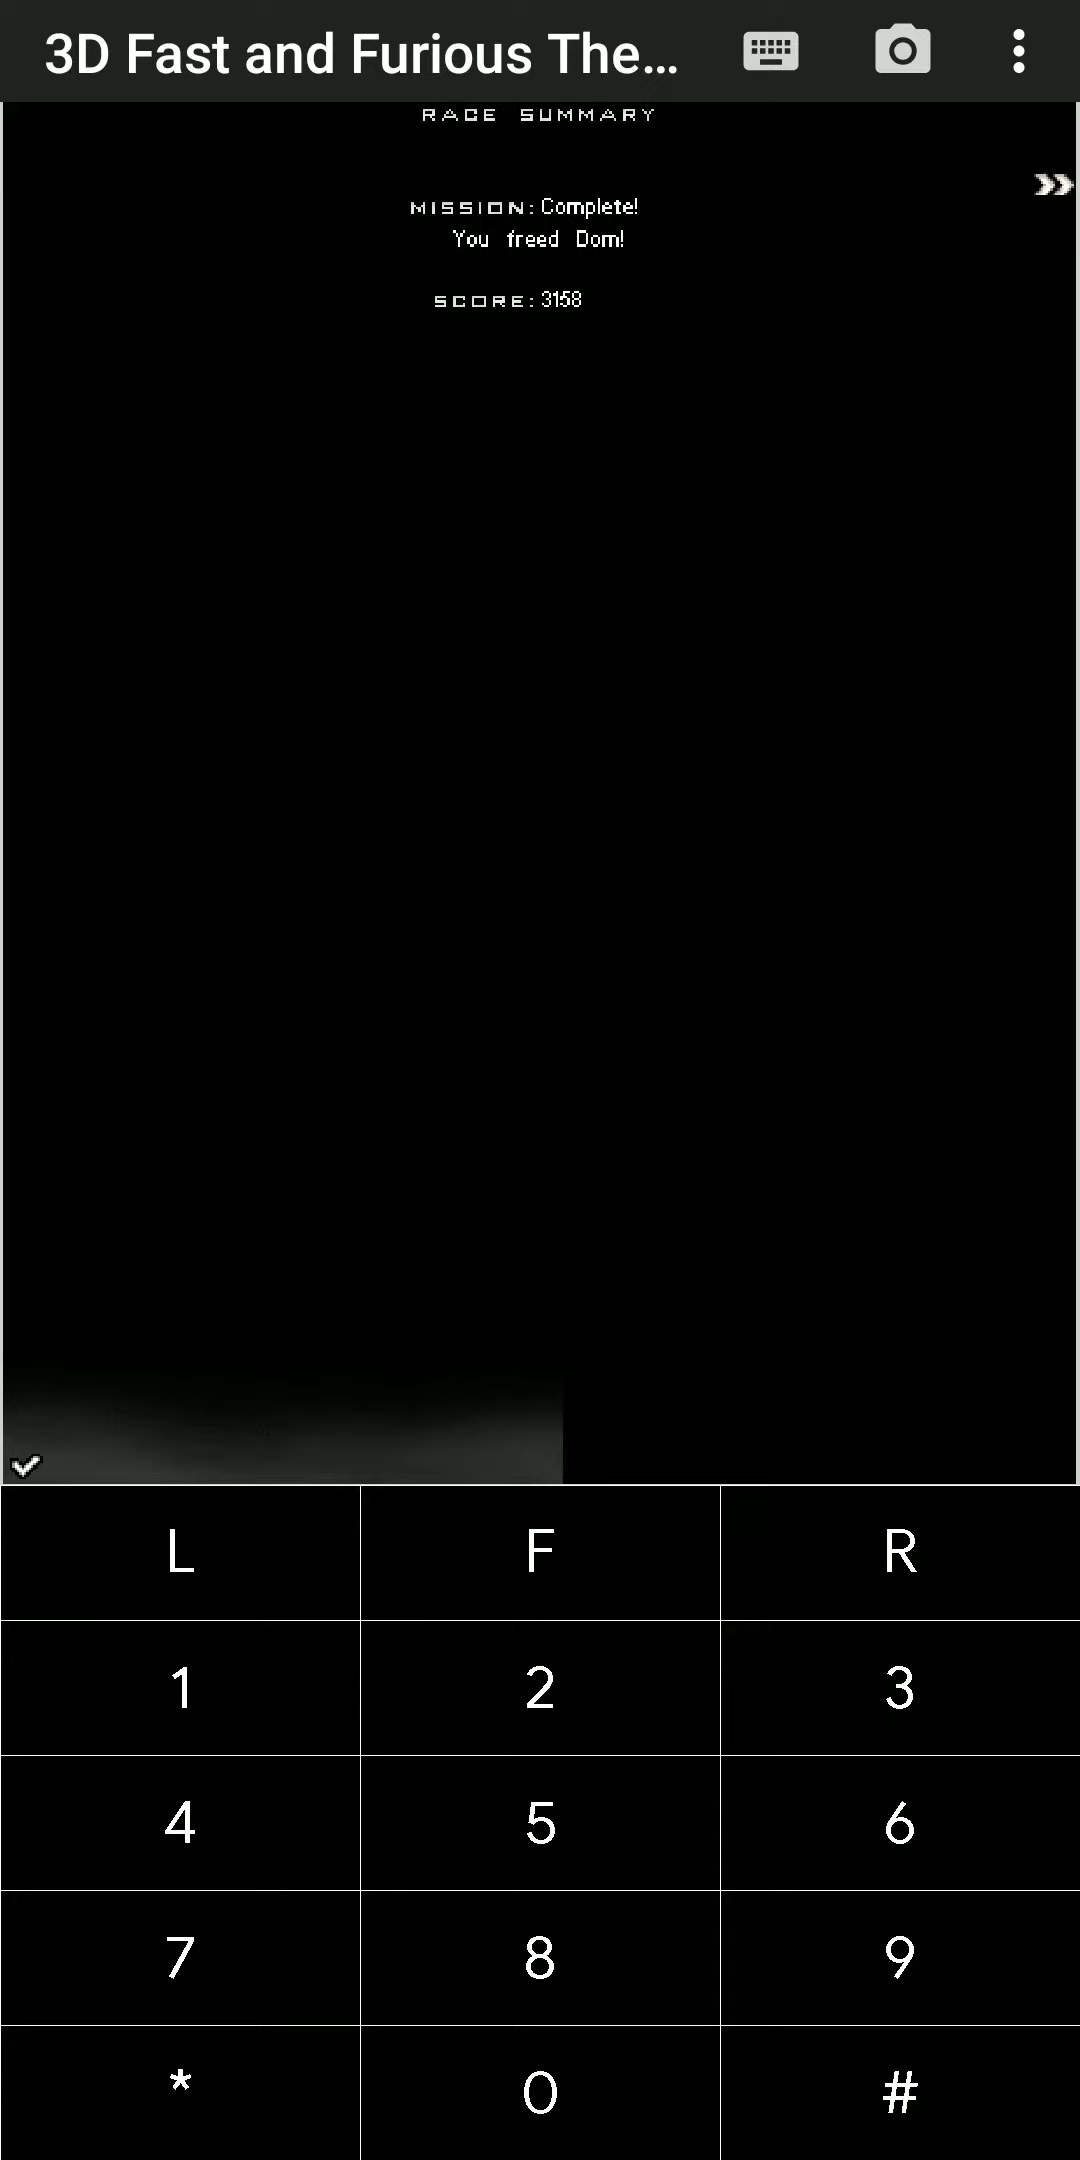 3D Fast and Furious The...
RACE SUMMARY
MISSION: Complete!
You freed Dom!
SCORE: 3158
L F R
1 2 3
4 5 6
7 8 9
* 0 #